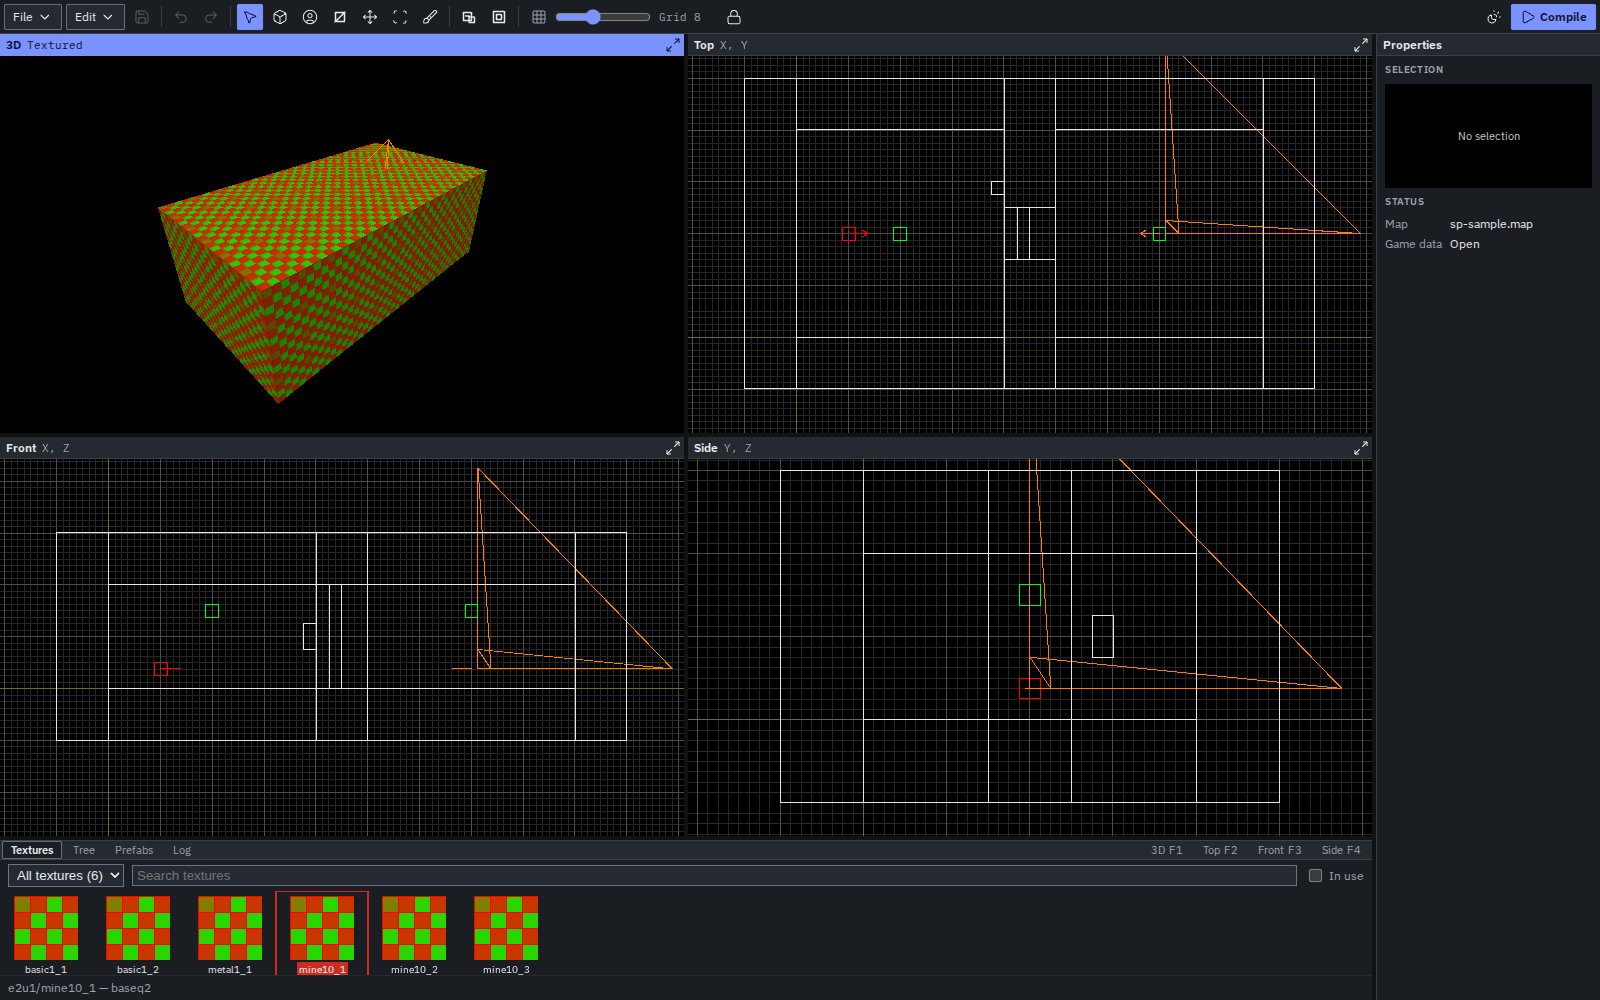 File Edit Grid 8 Compile
3D Textured
Top X, Y
Properties
SELECTION
No selection
STATUS
Map sp-sample.map
Game data Open
Front X, Z
Side Y, Z
Textures Tree Prefabs Log 3D F1 Top F2 Front F3 Side F4
All textures (6) Search textures In use
basic1_1 basic1_2 metal1_1 mine10_1 mine10_2 mine10_3
e2u1/mine10_1 — baseq2